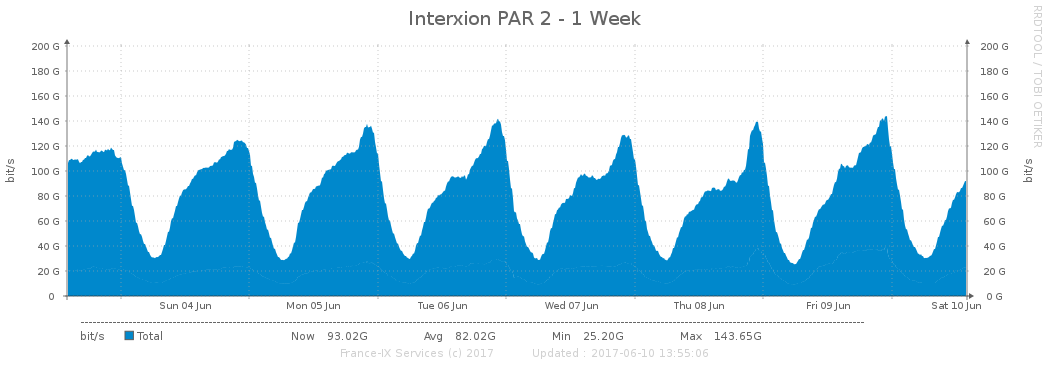 Interxion PAR 2 - 1 Week
RRDTOOL / TOBI OETIKER
bit/s
200 G 200 G
180 G 180 G
160 G 160 G
140 G 140 G
120 G 120 G
100 G 100 G
80 G 80 G
60 G 60 G
40 G 40 G
20 G 20 G
0 0 G
bit/s
Sun 04 Jun Mon 05 Jun Tue 06 Jun Wed 07 Jun Thu 08 Jun Fri 09 Jun Sat 10 Jun
bit/s Total Now 93.02G Avg 82.02G Min 25.20G Max 143.65G
France-IX Services (c) 2017 Updated : 2017-06-10 13:55:06